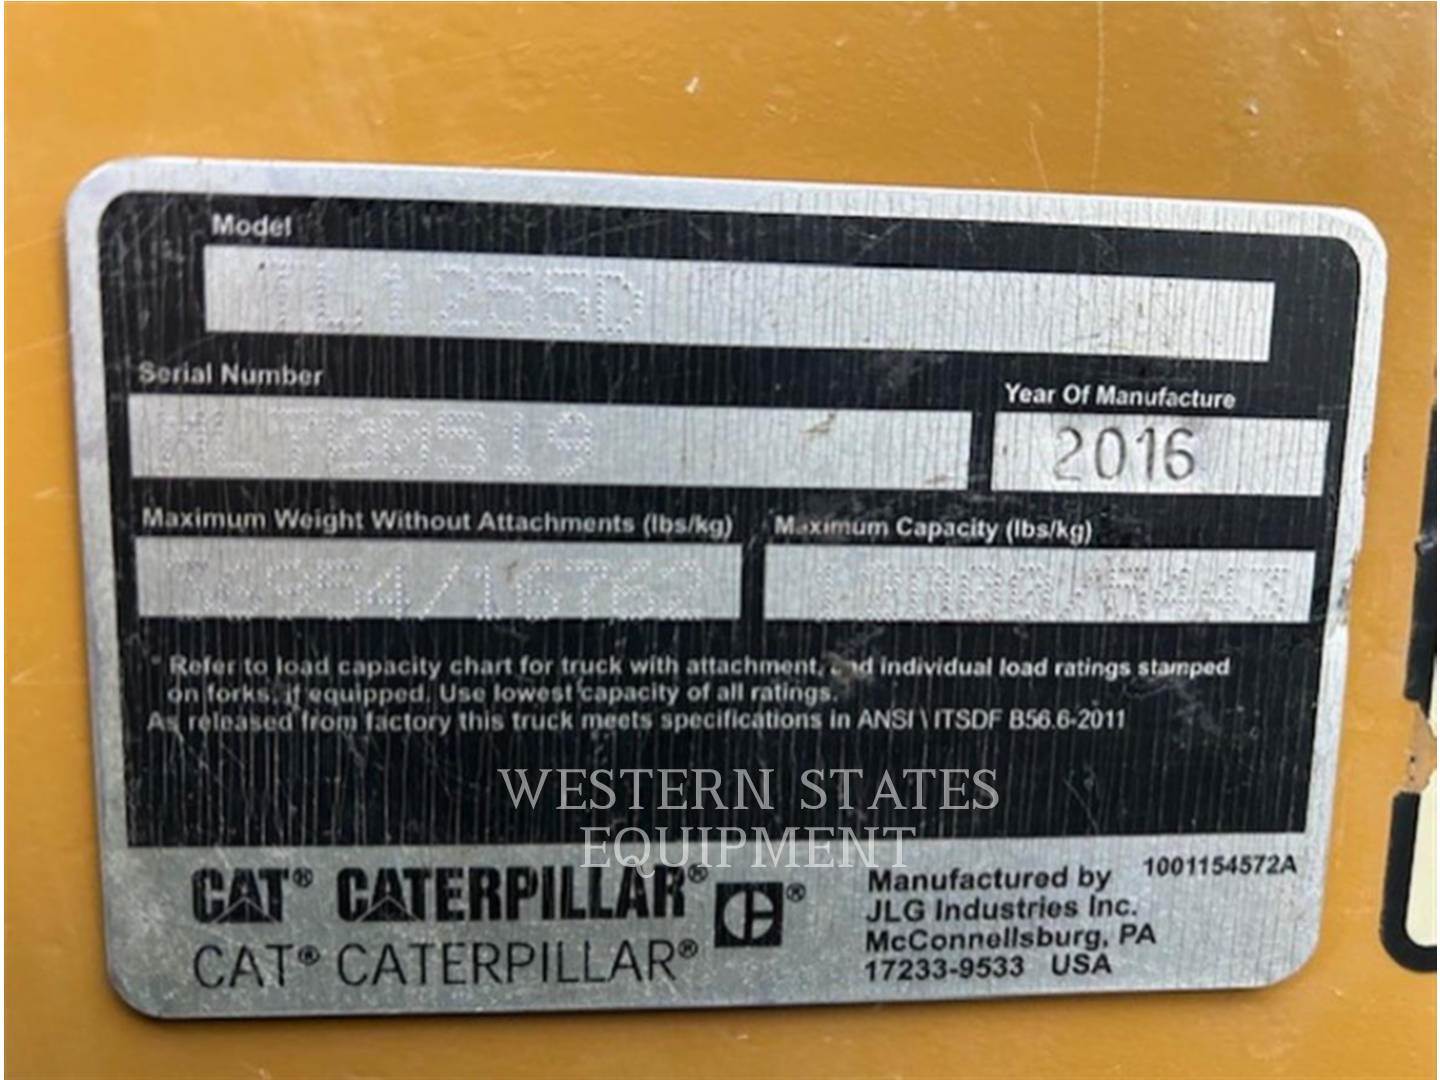 Model
TL1255D
Serial Number
Year Of Manufacture
2016
Maximum Weight Without Attachments (lbs/kg)
Maximum Capacity (lbs/kg)
* Refer to load capacity chart for truck with attachment, and individual load ratings stamped
on forks, if equipped. Use lowest capacity of all ratings.
As released from factory this truck meets specifications in ANSI \ ITSDF B56.6-2011
WESTERN STATES
EQUIPMENT
CAT® CATERPILLAR®
CAT® CATERPILLAR®
Manufactured by
JLG Industries Inc.
McConnellsburg, PA
17233-9533 USA
1001154572A